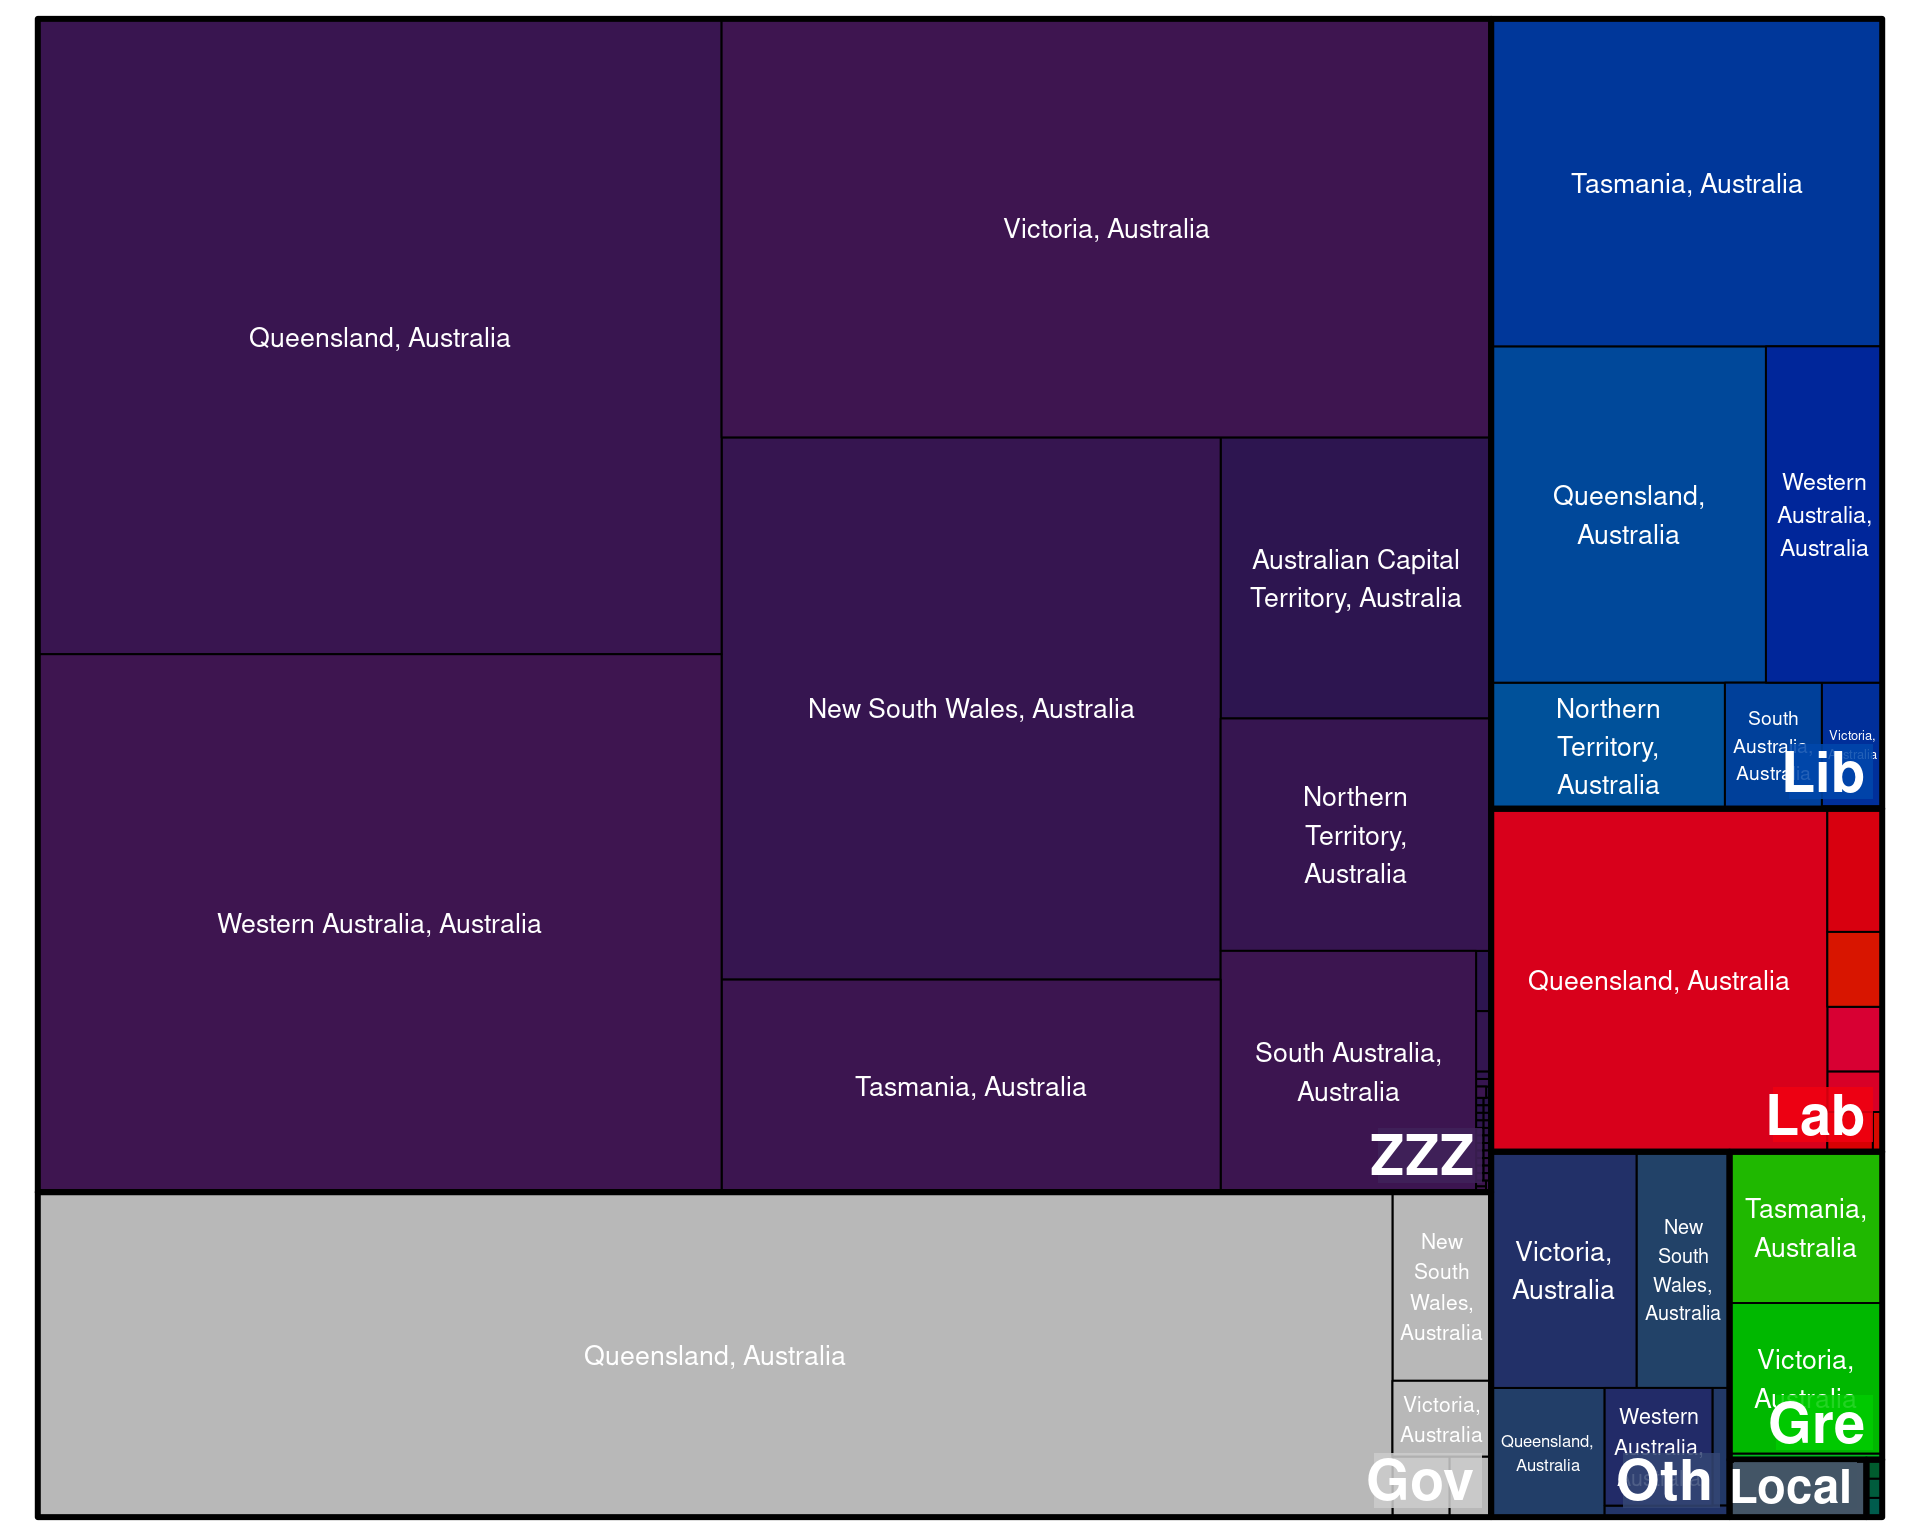 Queensland, Australia
Victoria, Australia
Western Australia, Australia
New South Wales, Australia
Tasmania, Australia
Australian Capital
Territory, Australia
Northern
Territory,
Australia
South Australia,
Australia
ZZZ
Queensland, Australia
New
South
Wales,
Australia
Victoria,
Australia
Gov
Tasmania, Australia
Queensland,
Australia
Western
Australia,
Australia
Northern
Territory,
Australia
South
Australia,
Australia
Victoria,
Australia
Lib
Queensland, Australia
Lab
Victoria,
Australia
New
South
Wales,
Australia
Queensland,
Australia
Western
Australia,
Australia
Oth
Tasmania,
Australia
Victoria,
Australia
Gre
Local